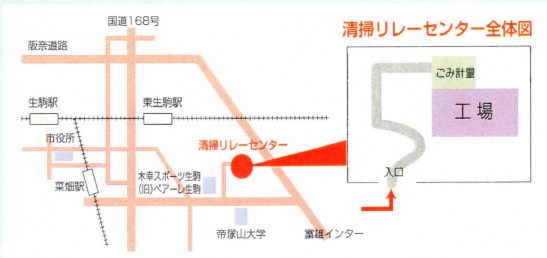 国道168号
清掃リレーセンター全体図
阪奈道路
ごみ計量
工場
生駒駅
東生駒駅
市役所
清掃リレーセンター
菜畑駅
木幸スポーツ生駒
(旧)ペアーレ生駒
入口
帝塚山大学
富雄インター